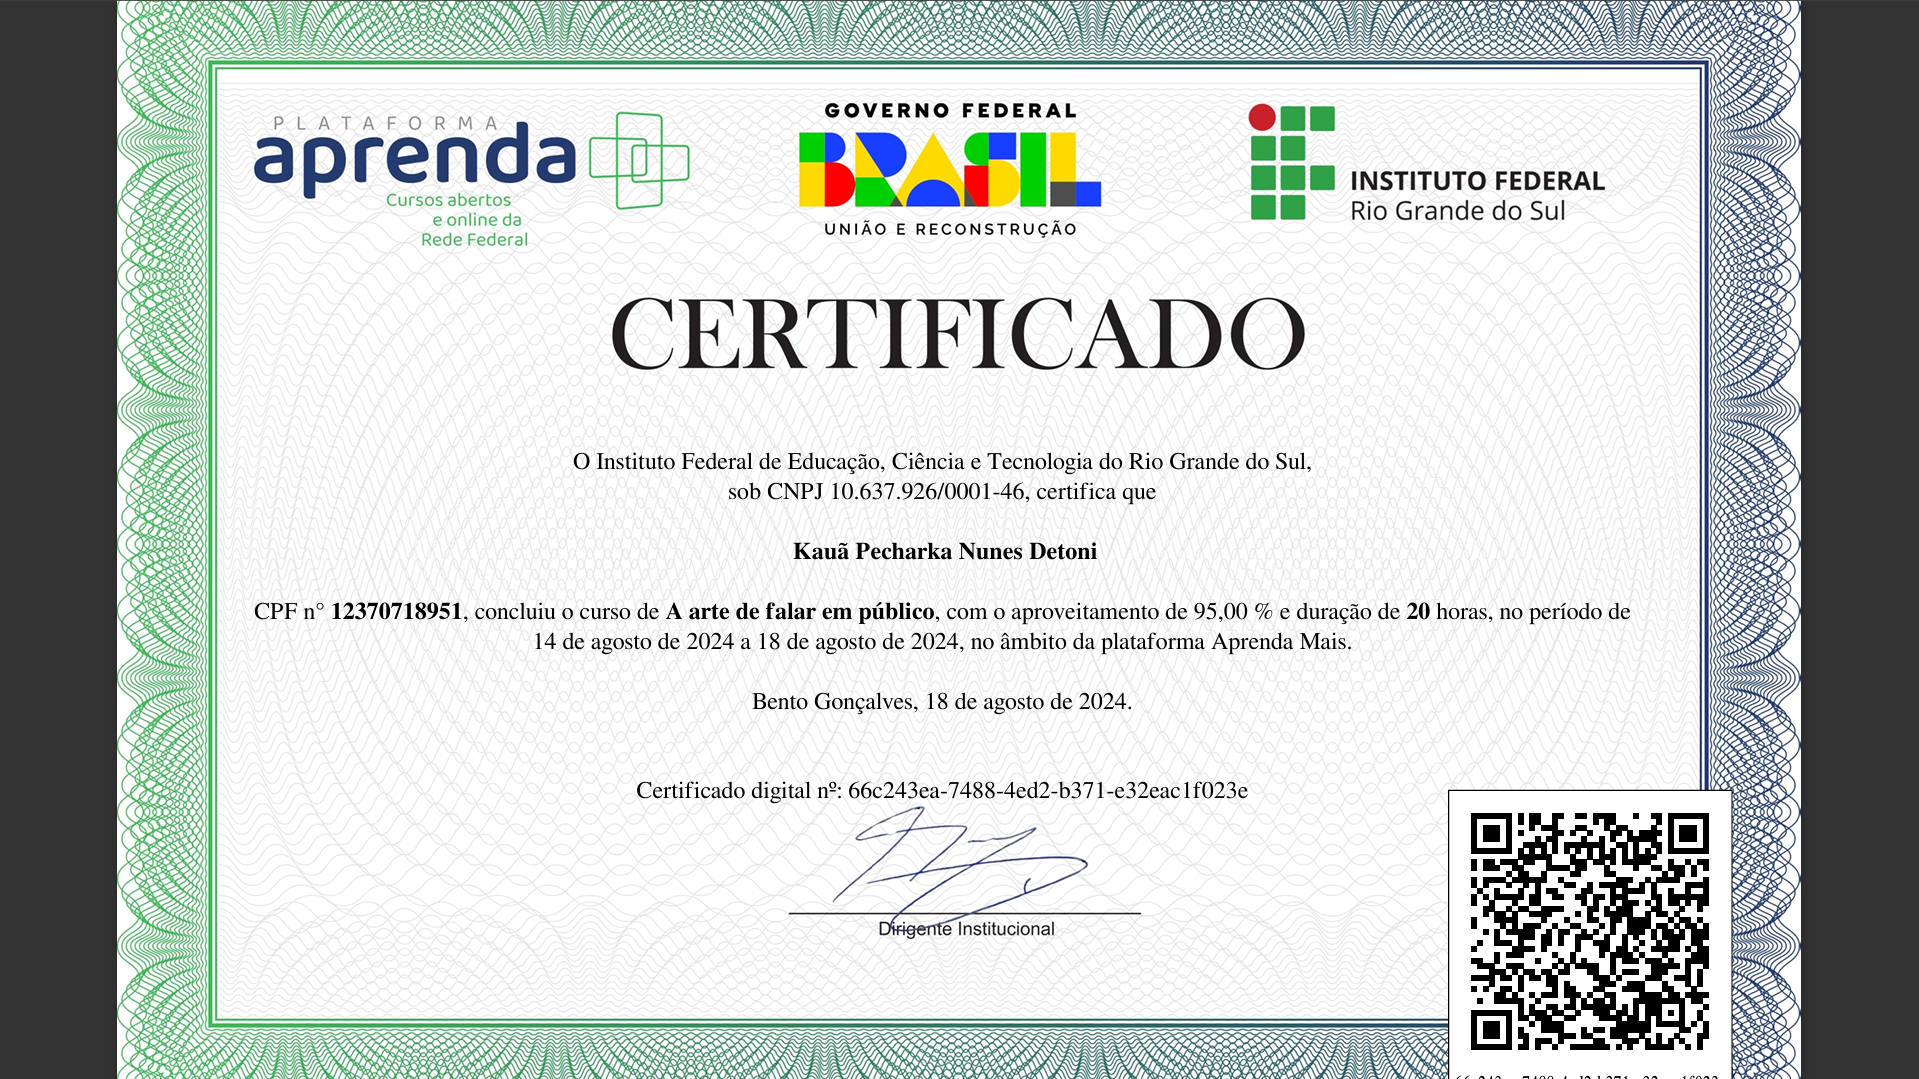 PLATAFORMA
aprenda
Cursos abertos
e online da
Rede Federal
GOVERNO FEDERAL
BRASIL
UNIÃO E RECONSTRUÇÃO
INSTITUTO FEDERAL
Rio Grande do Sul
CERTIFICADO
O Instituto Federal de Educação, Ciência e Tecnologia do Rio Grande do Sul,
sob CNPJ 10.637.926/0001-46, certifica que
Kauã Pecharka Nunes Detoni
CPF n° 12370718951, concluiu o curso de A arte de falar em público, com o aproveitamento de 95,00 % e duração de 20 horas, no período de
14 de agosto de 2024 a 18 de agosto de 2024, no âmbito da plataforma Aprenda Mais.
Bento Gonçalves, 18 de agosto de 2024.
Certificado digital nº: 66c243ea-7488-4ed2-b371-e32eac1f023e
Dirigente Institucional